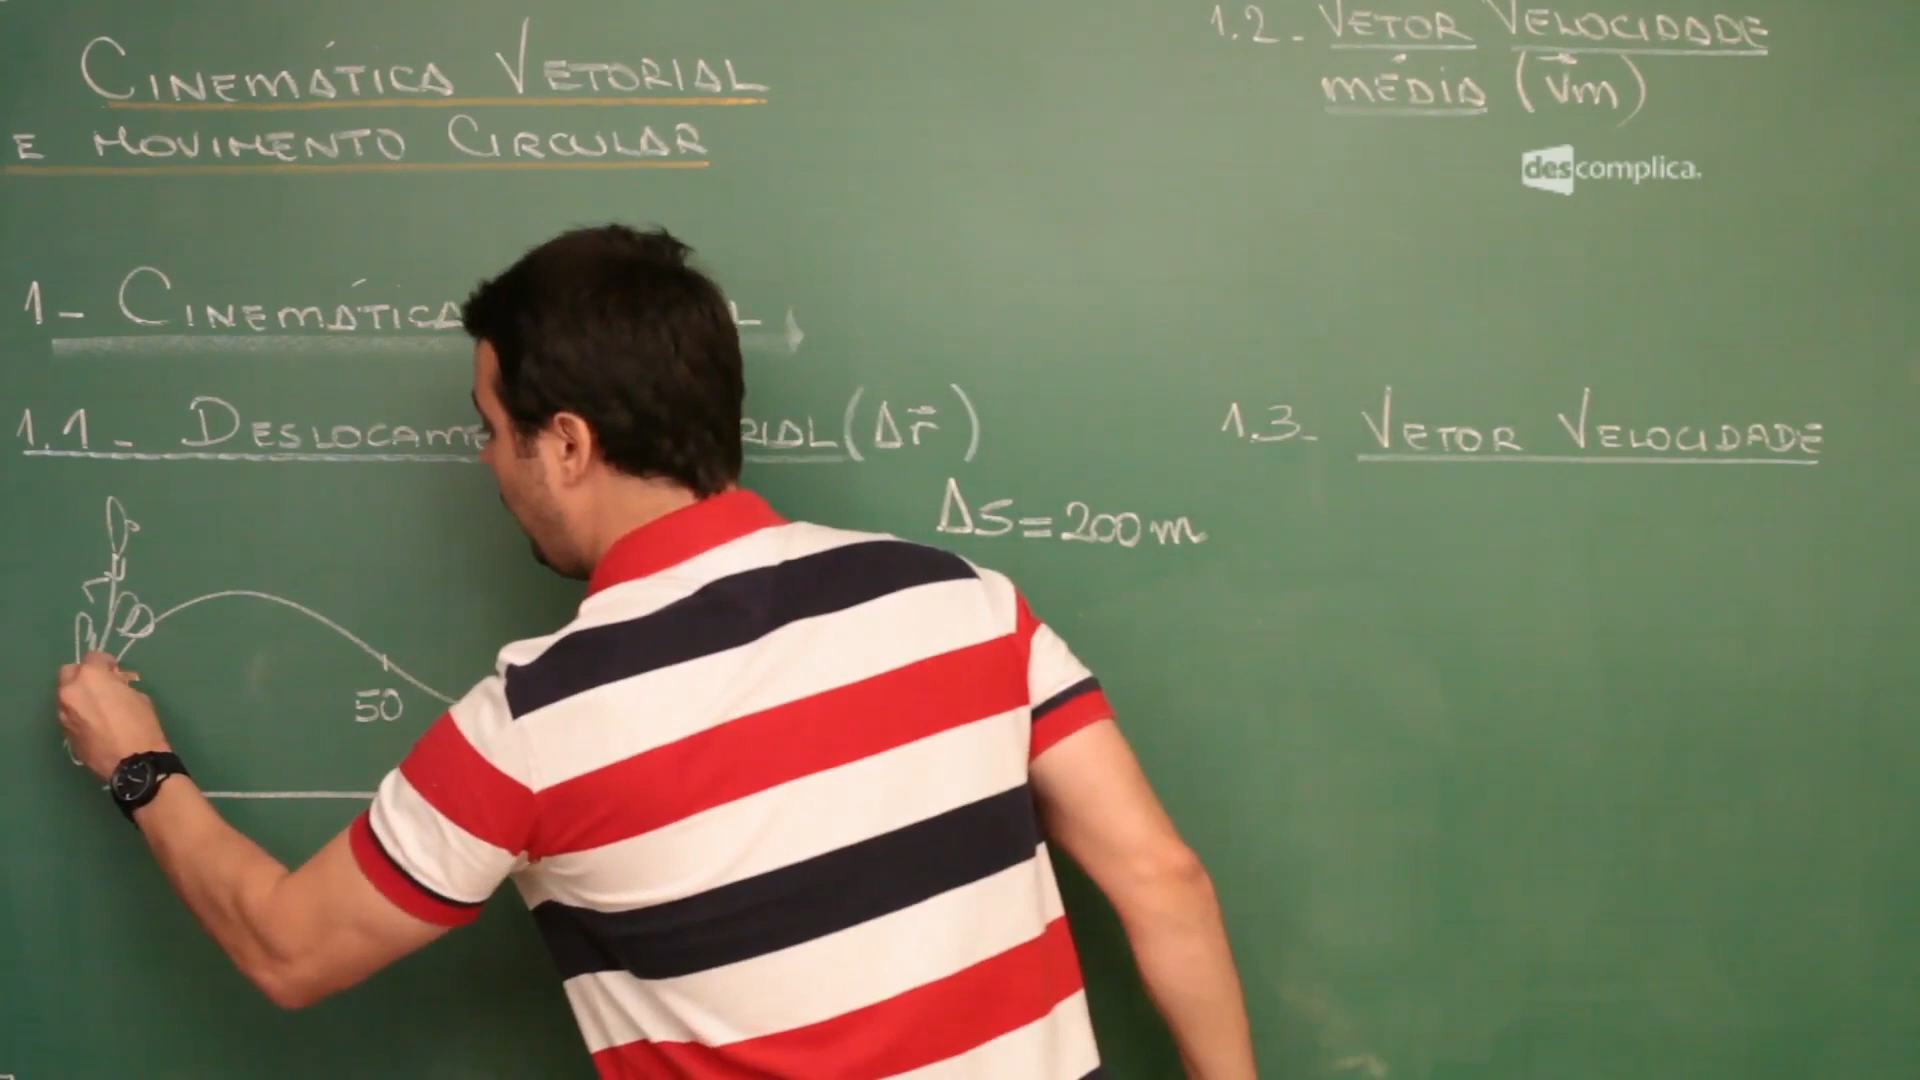 CINEMÁTICA VETORIAL
E MOVIMENTO CIRCULAR
1- CINEMÁTICA
1.1- DESLOCAME RIAL (Δr⃗)
ΔS = 200 m
50
1.2- VETOR VELOCIDADE
MÉDIA (v⃗m)
descomplica.
1.3- VETOR VELOCIDADE